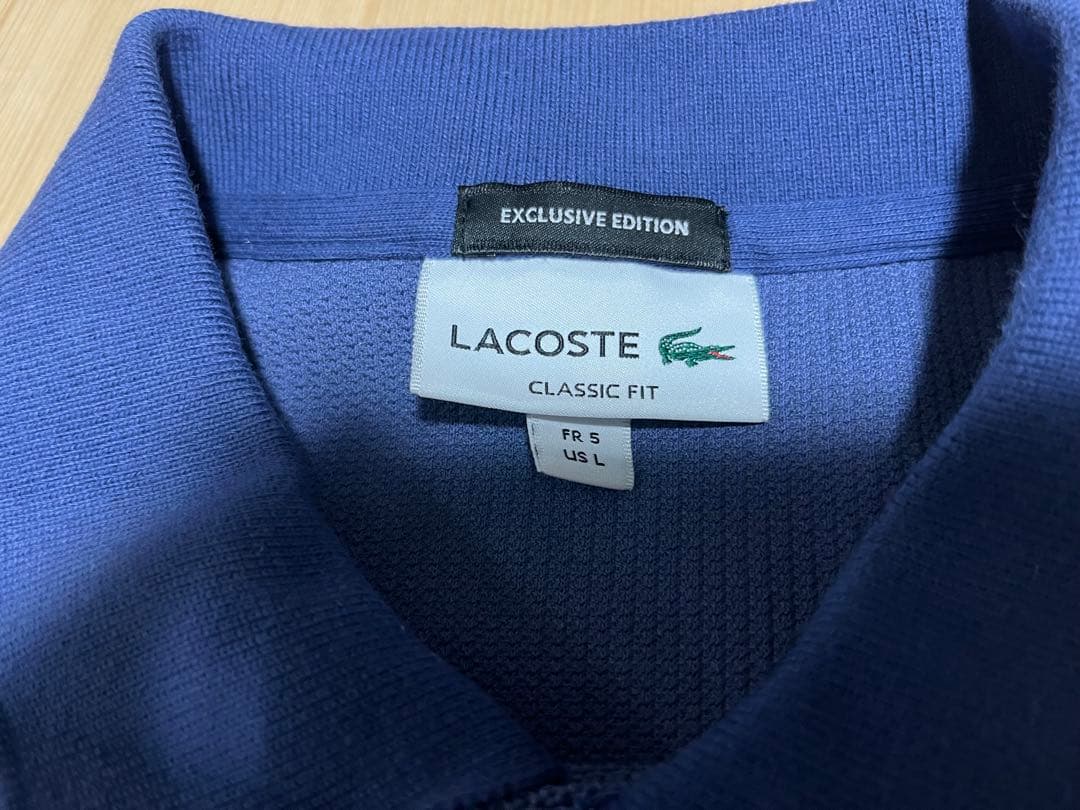 EXCLUSIVE EDITION
LACOSTE
CLASSIC FIT
FR 5
US L